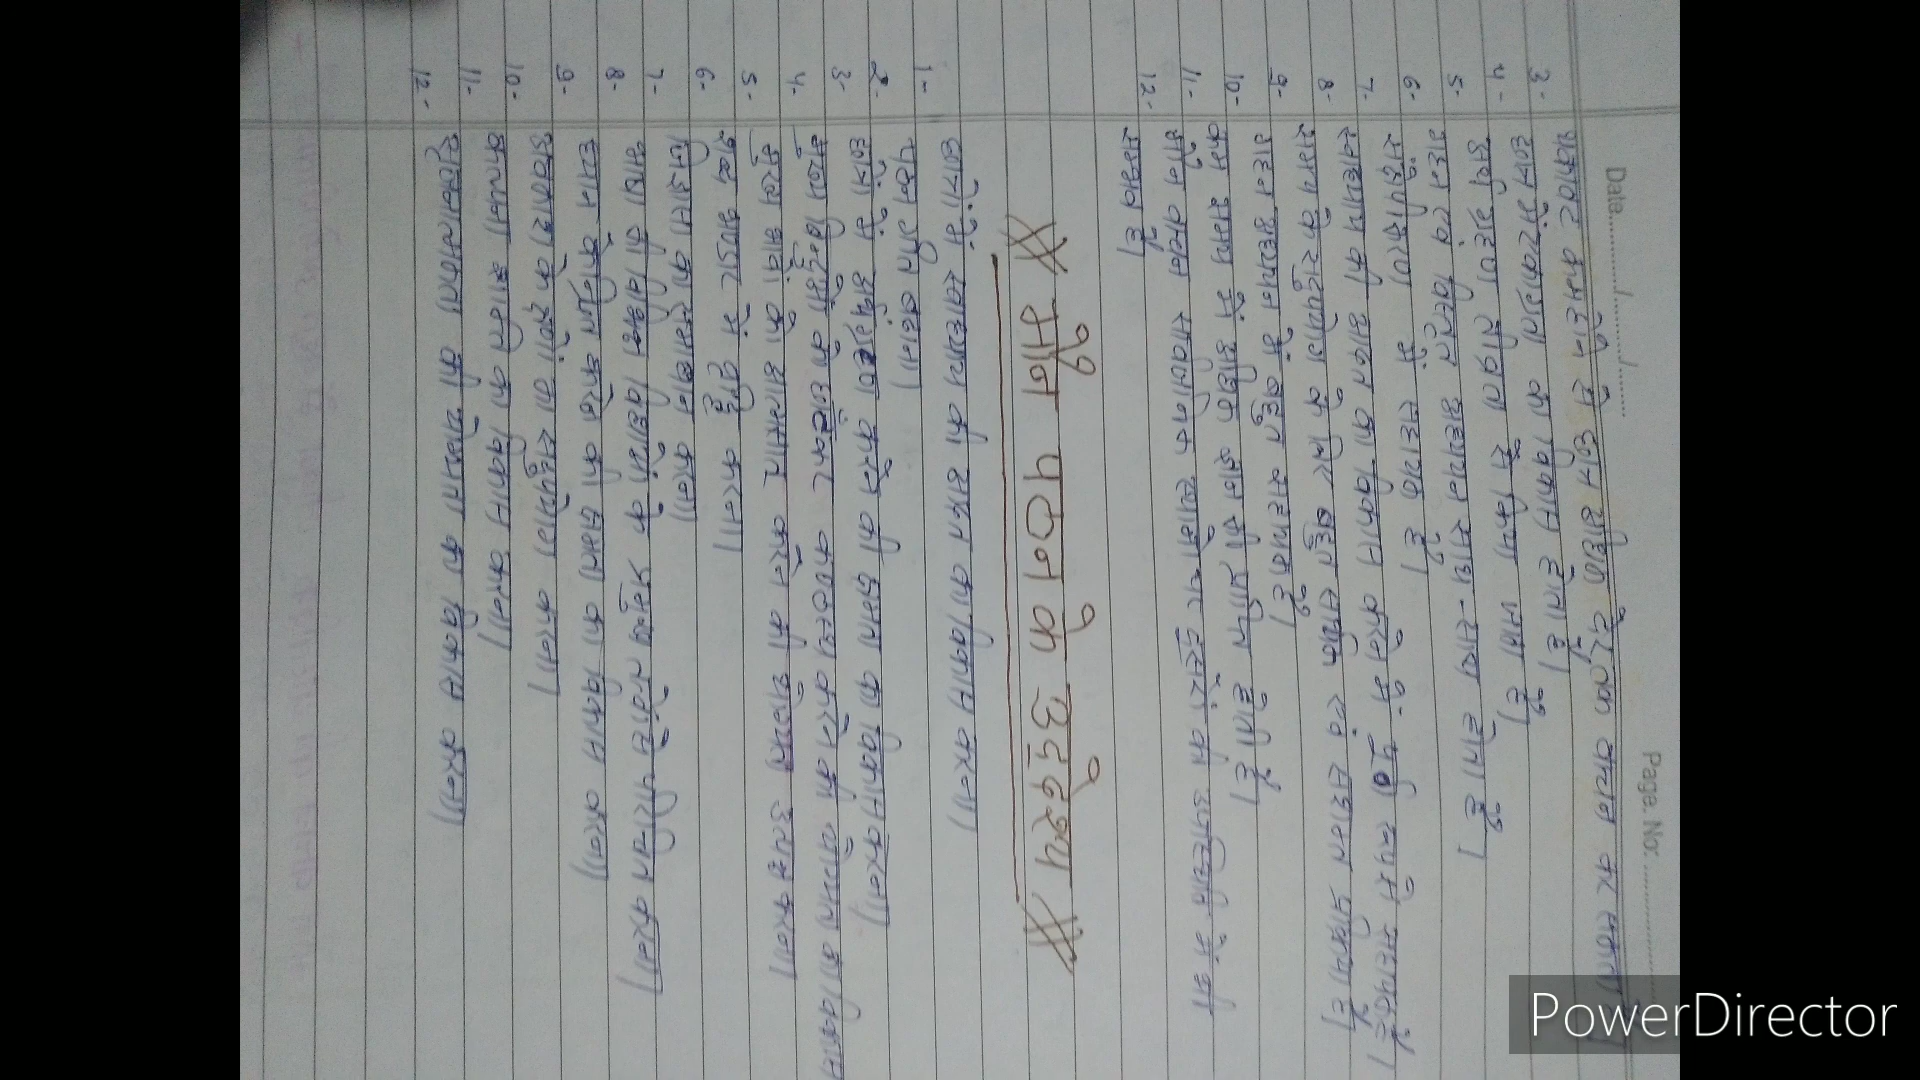 Date............/............/............
Page. No: ................
थकावट कम होने से छात्र अधिक देर तक वाचन कर सकता है|
3- छात्र में एकाग्रता का विकास होता है|
4- अर्थ ग्रहण तीव्रता से किया जाता है|
5- गहन एवं विस्तृत अध्ययन साथ-साथ होता है|
6- स्पष्टीकरण में सहायक है|
7- स्वाध्याय की आदत का विकास करने में पूर्ण रूप से सहायक है|
8- समय के सदुपयोग के लिए बहुत सार्थक एवं सशक्त प्रक्रिया है|
9- गहन अध्ययन में बहुत सहायक है|
10- कम समय में अधिक ज्ञान की प्राप्ति होती है|
11- मौन वाचन सार्वजनिक स्थानों पर दूसरों की उपस्थिति में भी
12- सम्भव है|
मौन पठन के उद्देश्य
1- छात्रों में स्वाध्याय की आदत का विकास करना|
2- पठन गति बढ़ाना|
3- छात्रों में अर्थग्रहण करने की क्षमता का विकास करना|
4- मुख्य बिन्दुओं को छाँटकर कण्ठस्थ करने की योग्यता का विकास
5- मुख्य भावों को आत्मसात् करने की योग्यता उत्पन्न करना|
6- शब्द भण्डार में वृद्धि करना|
7- जिज्ञासा का समाधान करना|
8- भाषा की विभिन्न विधाओं के प्रमुख तत्वों से परिचित करना|
9- ध्यान केन्द्रित करने की क्षमता का विकास करना|
10- अवकाश के क्षणों का सदुपयोग करना|
11- कल्पना शक्ति का विकास करना|
12- सृजनात्मकता की योग्यता का विकास करना|
PowerDirector